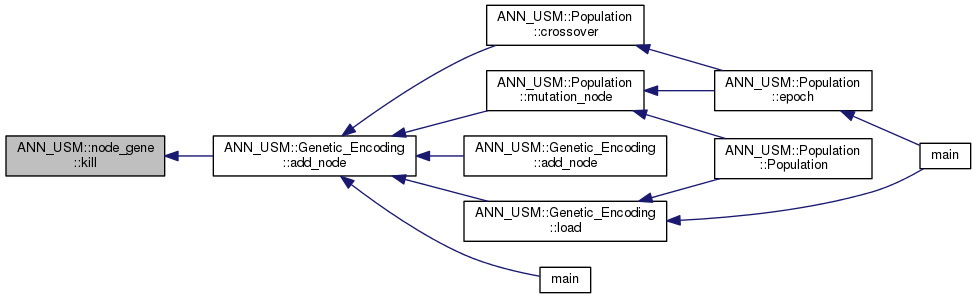 ANN_USM::node_gene
::kill
ANN_USM::Genetic_Encoding
::add_node
ANN_USM::Population
::crossover
ANN_USM::Population
::mutation_node
ANN_USM::Genetic_Encoding
::add_node
ANN_USM::Genetic_Encoding
::load
main
ANN_USM::Population
::epoch
ANN_USM::Population
::Population
main